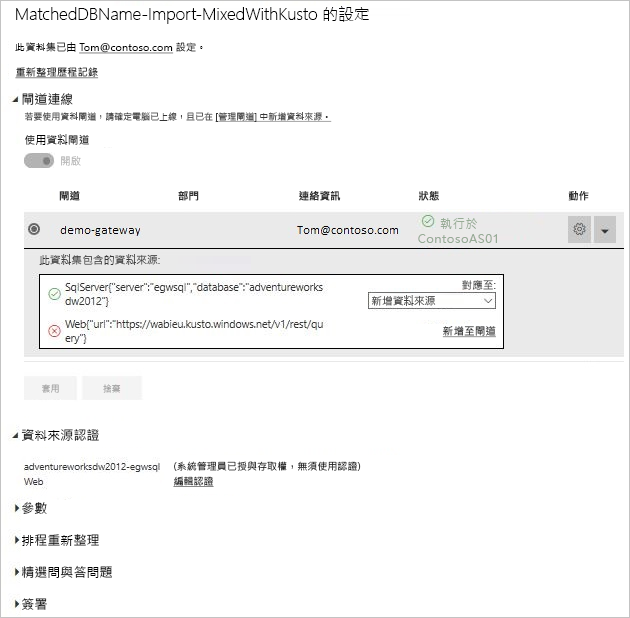 MatchedDBName-Import-MixedWithKusto 的設定
此資料集已由 Tom@contoso.com 設定。
重新整理歷程記錄
閘道連線
若要使用資料閘道，請確定電腦已上線，且已在 [管理閘道] 中新增資料來源。
使用資料閘道
開啟
閘道 部門 連絡資訊 狀態 動作
demo-gateway Tom@contoso.com 執行於
ContosoAS01
此資料集包含的資料來源:
SqlServer{"server":"egwsql","database":"adventureworks
dw2012"}
對應至:
新增資料來源
Web{"url":"https://wabieu.kusto.windows.net/v1/rest/qu
ery"}
新增至閘道
套用 捨棄
資料來源認證
adventureworksdw2012-egwsql (系統管理員已授與存取權，無須使用認證)
Web 編輯認證
參數
排程重新整理
精選問與答問題
簽署